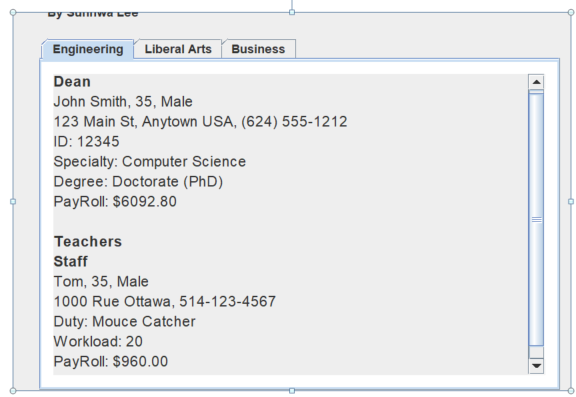 By Sunhwa Lee
Engineering Liberal Arts Business
Dean
John Smith, 35, Male
123 Main St, Anytown USA, (624) 555-1212
ID: 12345
Specialty: Computer Science
Degree: Doctorate (PhD)
PayRoll: $6092.80
Teachers
Staff
Tom, 35, Male
1000 Rue Ottawa, 514-123-4567
Duty: Mouce Catcher
Workload: 20
PayRoll: $960.00